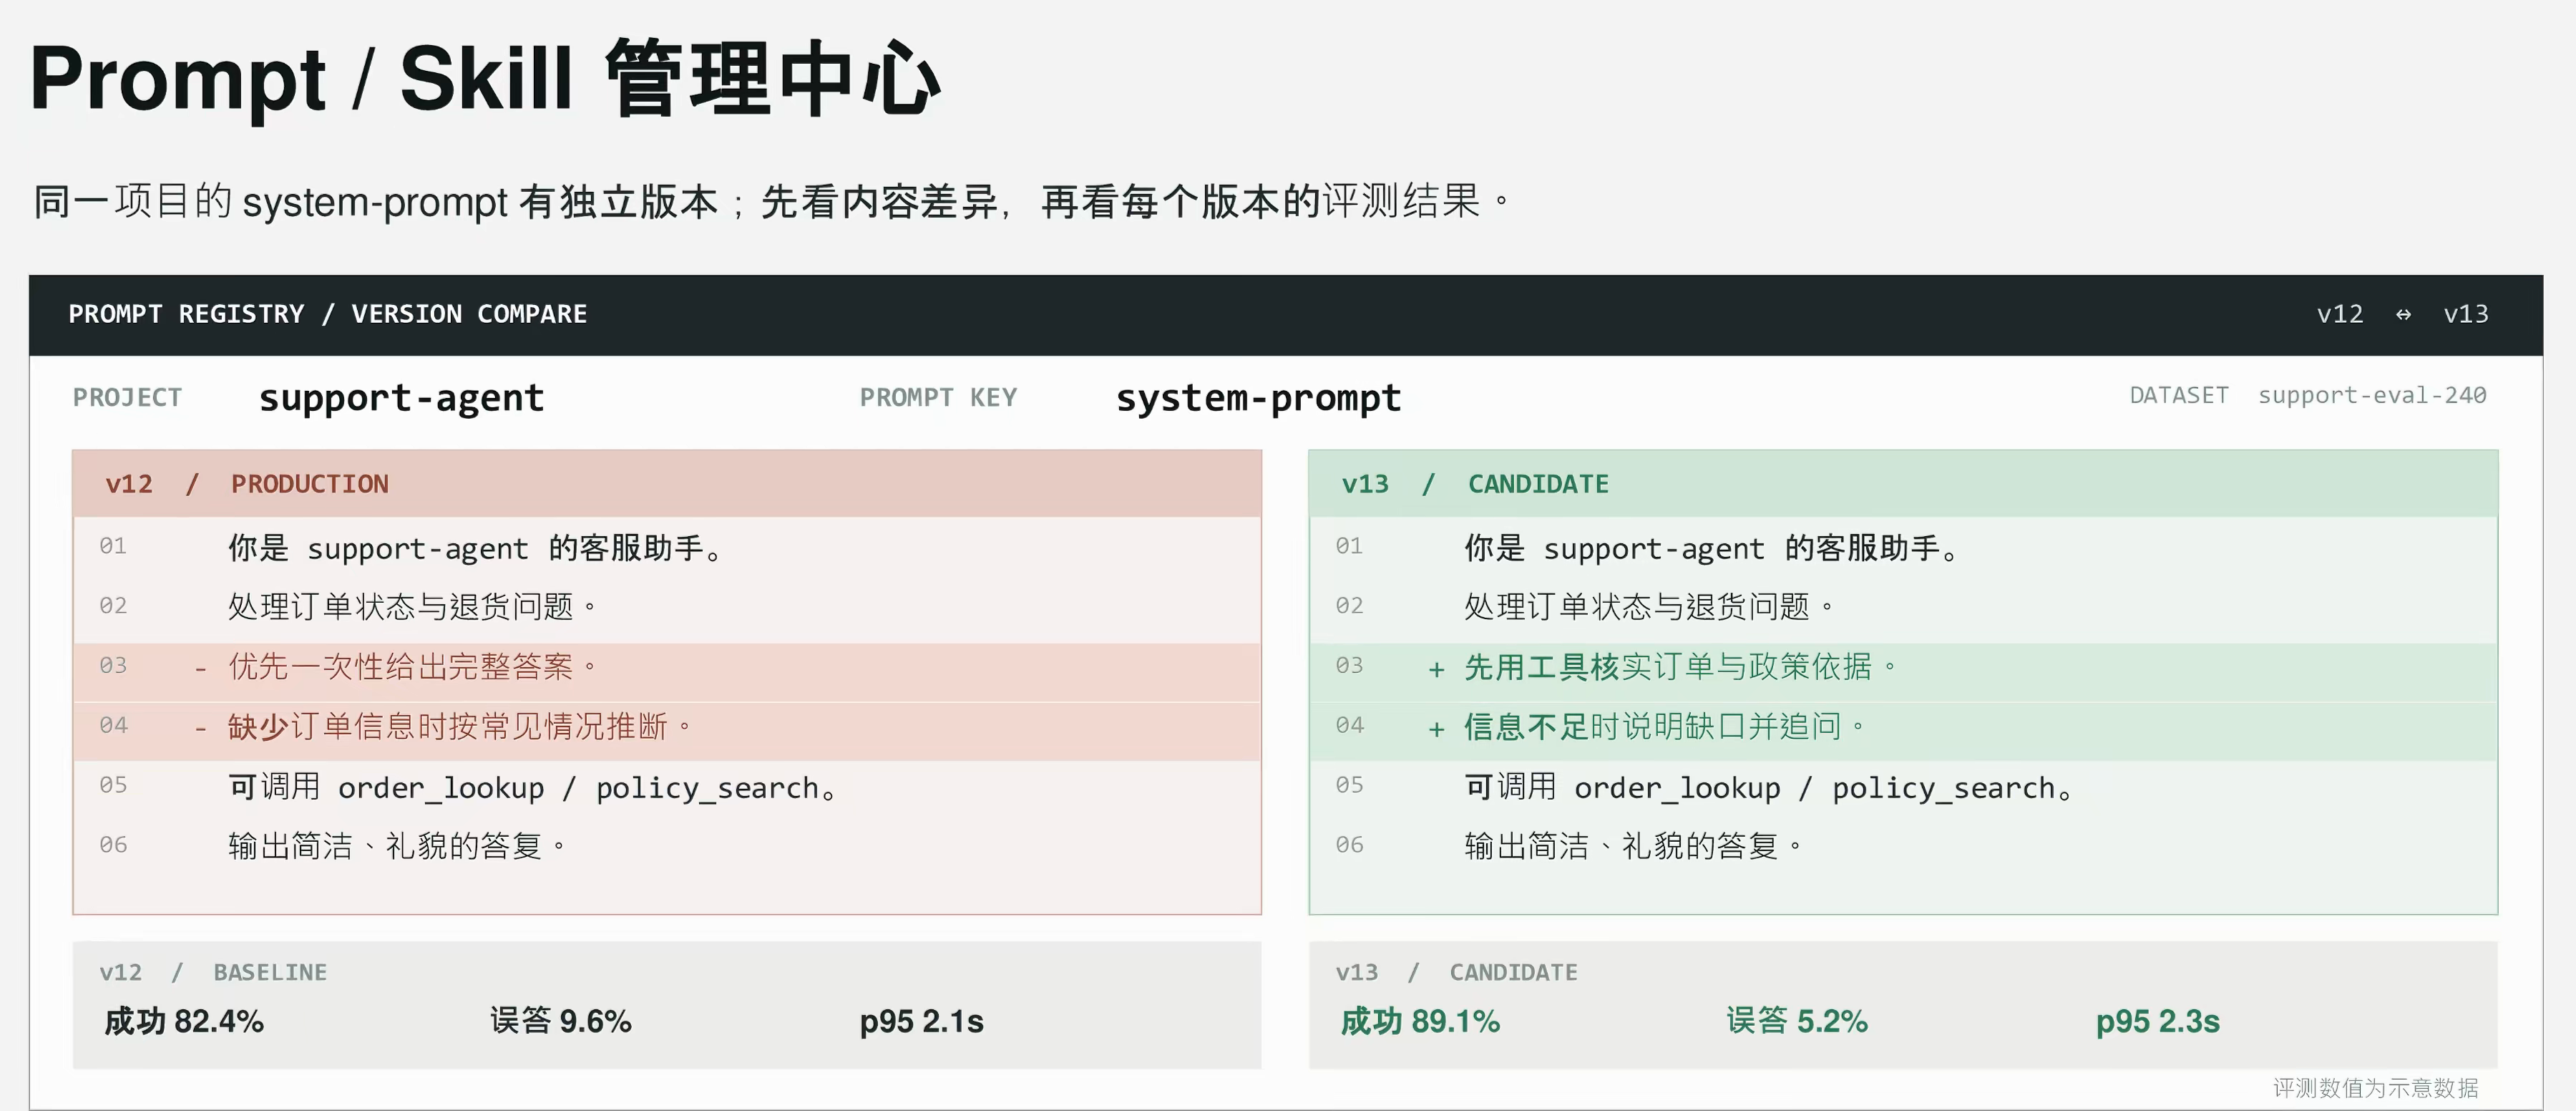 Prompt / Skill 管理中心
同一项目的 system-prompt 有独立版本；先看内容差异，再看每个版本的评测结果。
PROMPT REGISTRY / VERSION COMPARE
v12 ↔ v13
PROJECT support-agent PROMPT KEY system-prompt DATASET support-eval-240
v12 / PRODUCTION
01 你是 support-agent 的客服助手。
02 处理订单状态与退货问题。
03 - 优先一次性给出完整答案。
04 - 缺少订单信息时按常见情况推断。
05 可调用 order_lookup / policy_search。
06 输出简洁、礼貌的答复。
v13 / CANDIDATE
01 你是 support-agent 的客服助手。
02 处理订单状态与退货问题。
03 + 先用工具核实订单与政策依据。
04 + 信息不足时说明缺口并追问。
05 可调用 order_lookup / policy_search。
06 输出简洁、礼貌的答复。
v12 / BASELINE
成功 82.4% 误答 9.6% p95 2.1s
v13 / CANDIDATE
成功 89.1% 误答 5.2% p95 2.3s
评测数值为示意数据